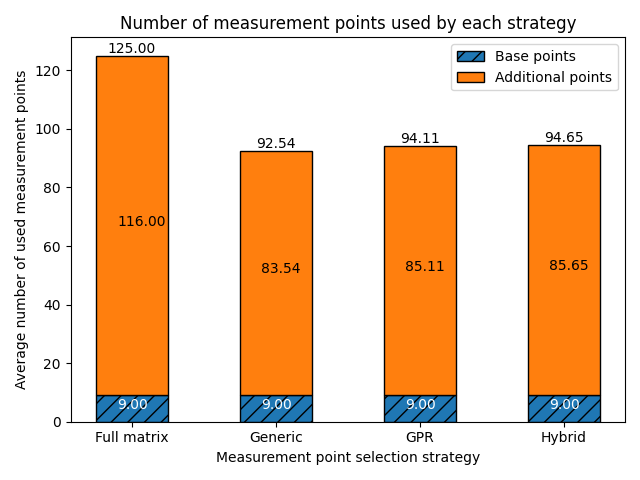 Number of measurement points used by each strategy
Average number of used measurement points
120
100
80
60
40
20
0
Base points
Additional points
125.00
92.54
94.11
94.65
116.00
83.54
85.11
85.65
9.00
9.00
9.00
9.00
Full matrix
Generic
GPR
Hybrid
Measurement point selection strategy